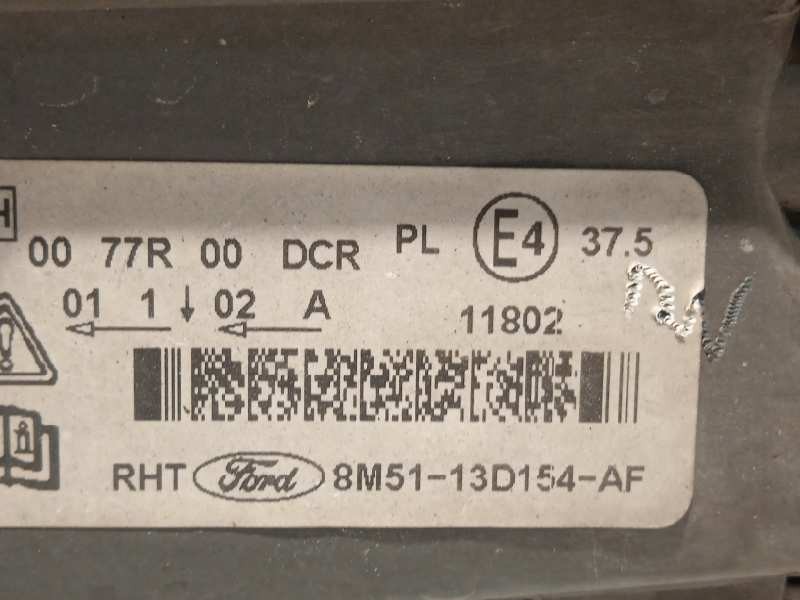 H
00 77R 00 DCR PL E4 37.5
01 1 02 A 11802
RHT Ford 8M51-13D154-AF